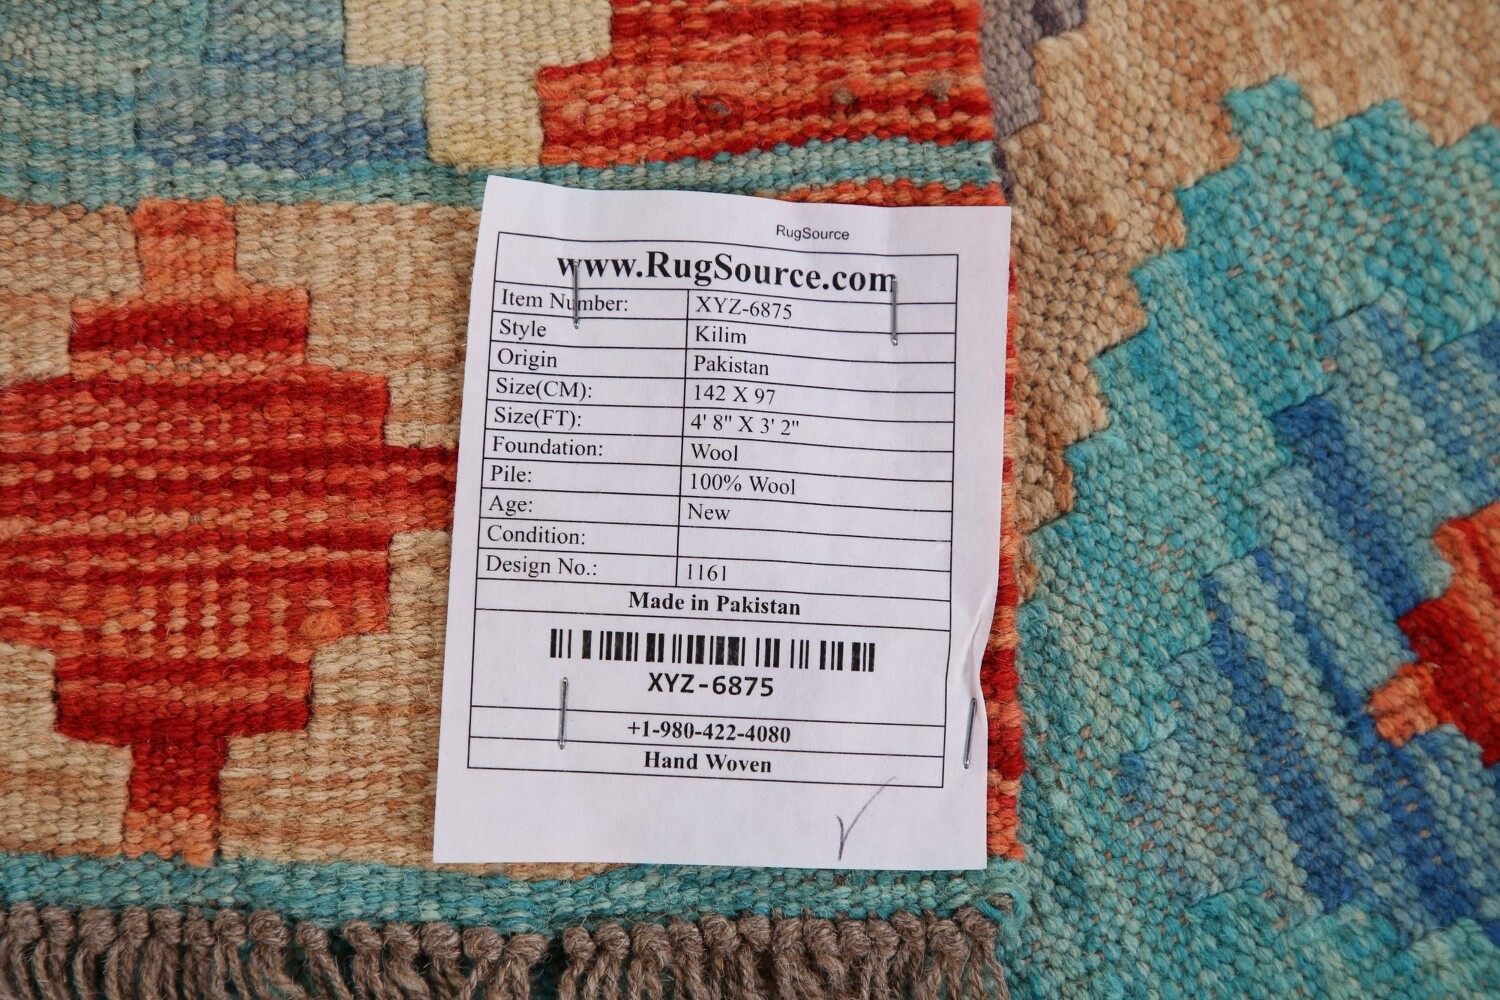 RugSource
www.RugSource.com
Item Number: XYZ-6875
Style Kilim
Origin Pakistan
Size(CM): 142 X 97
Size(FT): 4' 8" X 3' 2"
Foundation: Wool
Pile: 100% Wool
Age: New
Condition:
Design No.: 1161
Made in Pakistan
XYZ-6875
+1-980-422-4080
Hand Woven